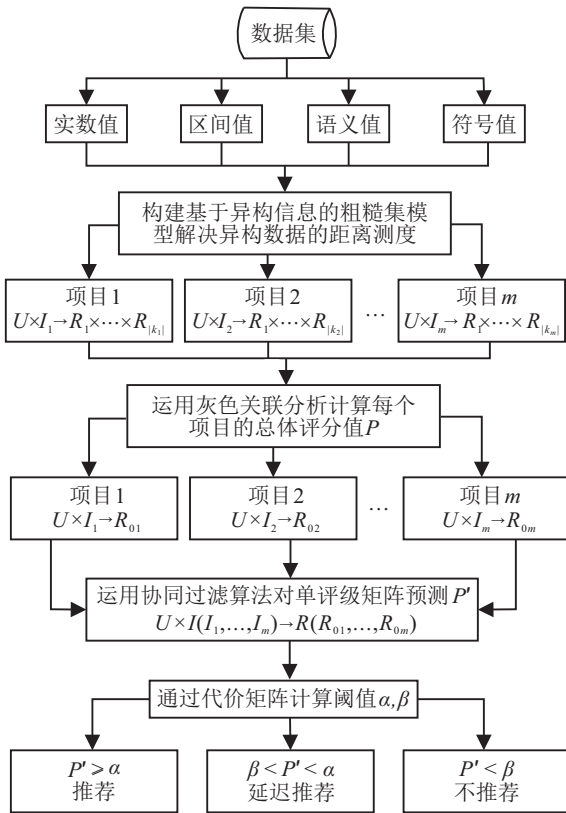 数据集
实数值
区间值
语义值
符号值
构建基于异构信息的粗糙集模
型解决异构数据的距离测度
项目1
U×I₁→R₁×⋯×R|k₁|
项目2
U×I₂→R₁×⋯×R|k₂|
⋯
项目m
U×Iₘ→R₁×⋯×R|kₘ|
运用灰色关联分析计算每个
项目的总体评分值P
项目1
U×I₁→R₀₁
项目2
U×I₂→R₀₂
⋯
项目m
U×Iₘ→R₀ₘ
运用协同过滤算法对单评级矩阵预测P′
U×I(I₁,…,Iₘ)→R(R₀₁,…,R₀ₘ)
通过代价矩阵计算阈值α,β
P′⩾α
推荐
β<P′<α
延迟推荐
P′<β
不推荐